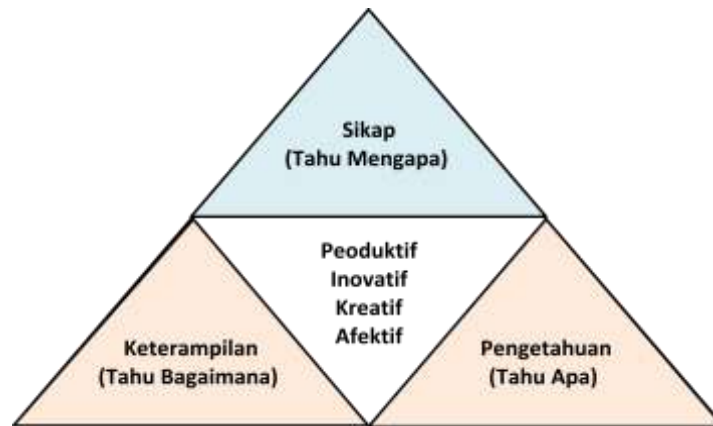 Sikap
(Tahu Mengapa)
Peoduktif
Inovatif
Kreatif
Afektif
Keterampilan
(Tahu Bagaimana)
Pengetahuan
(Tahu Apa)